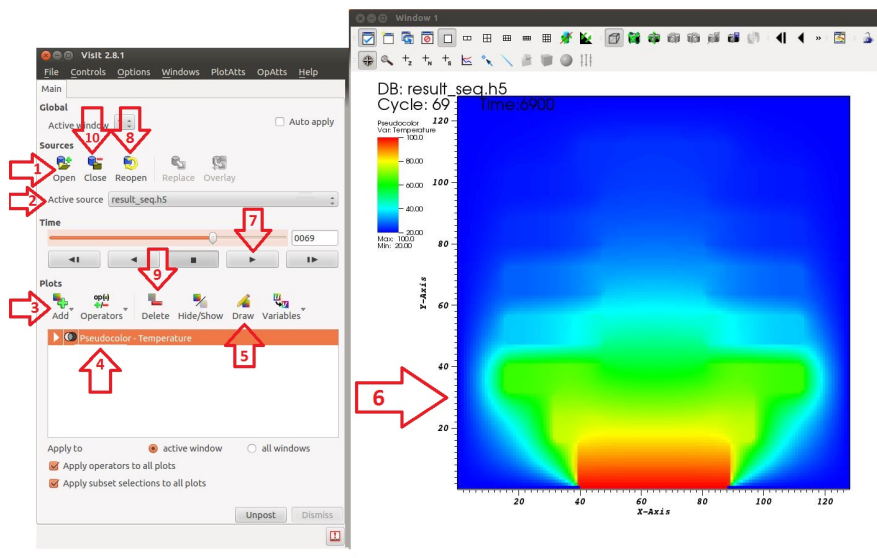 VisIt 2.8.1
File Controls Options Windows PlotAtts OpAtts Help
Main
Global
Active window
Auto apply
10
8
Sources
1
Open Close Reopen Replace Overlay
2
Active source result_seq.h5
7
Time
0069
9
Plots
op(+)
3
Add Operators Delete Hide/Show Draw Variables
Pseudocolor - Temperature
4
5
Apply to active window all windows
Apply operators to all plots
Apply subset selections to all plots
Unpost Dismiss
Window 1
+z +N +s
»
DB: result_seq.h5
Cycle: 69 Time:6900
Pseudocolor
Var: Temperature
100.0
80.00
60.00
40.00
20.00
Max: 100.0
Min: 20.00
120
100
80
60
40
20
Y-Axis
6
20 40 60 80 100 120
X-Axis